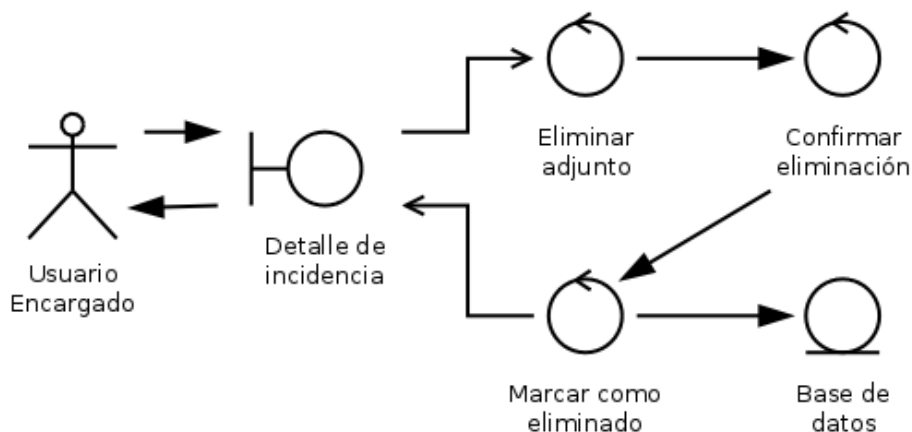 Eliminar
adjunto
Confirmar
eliminación
Usuario
Encargado
Detalle de
incidencia
Marcar como
eliminado
Base de
datos